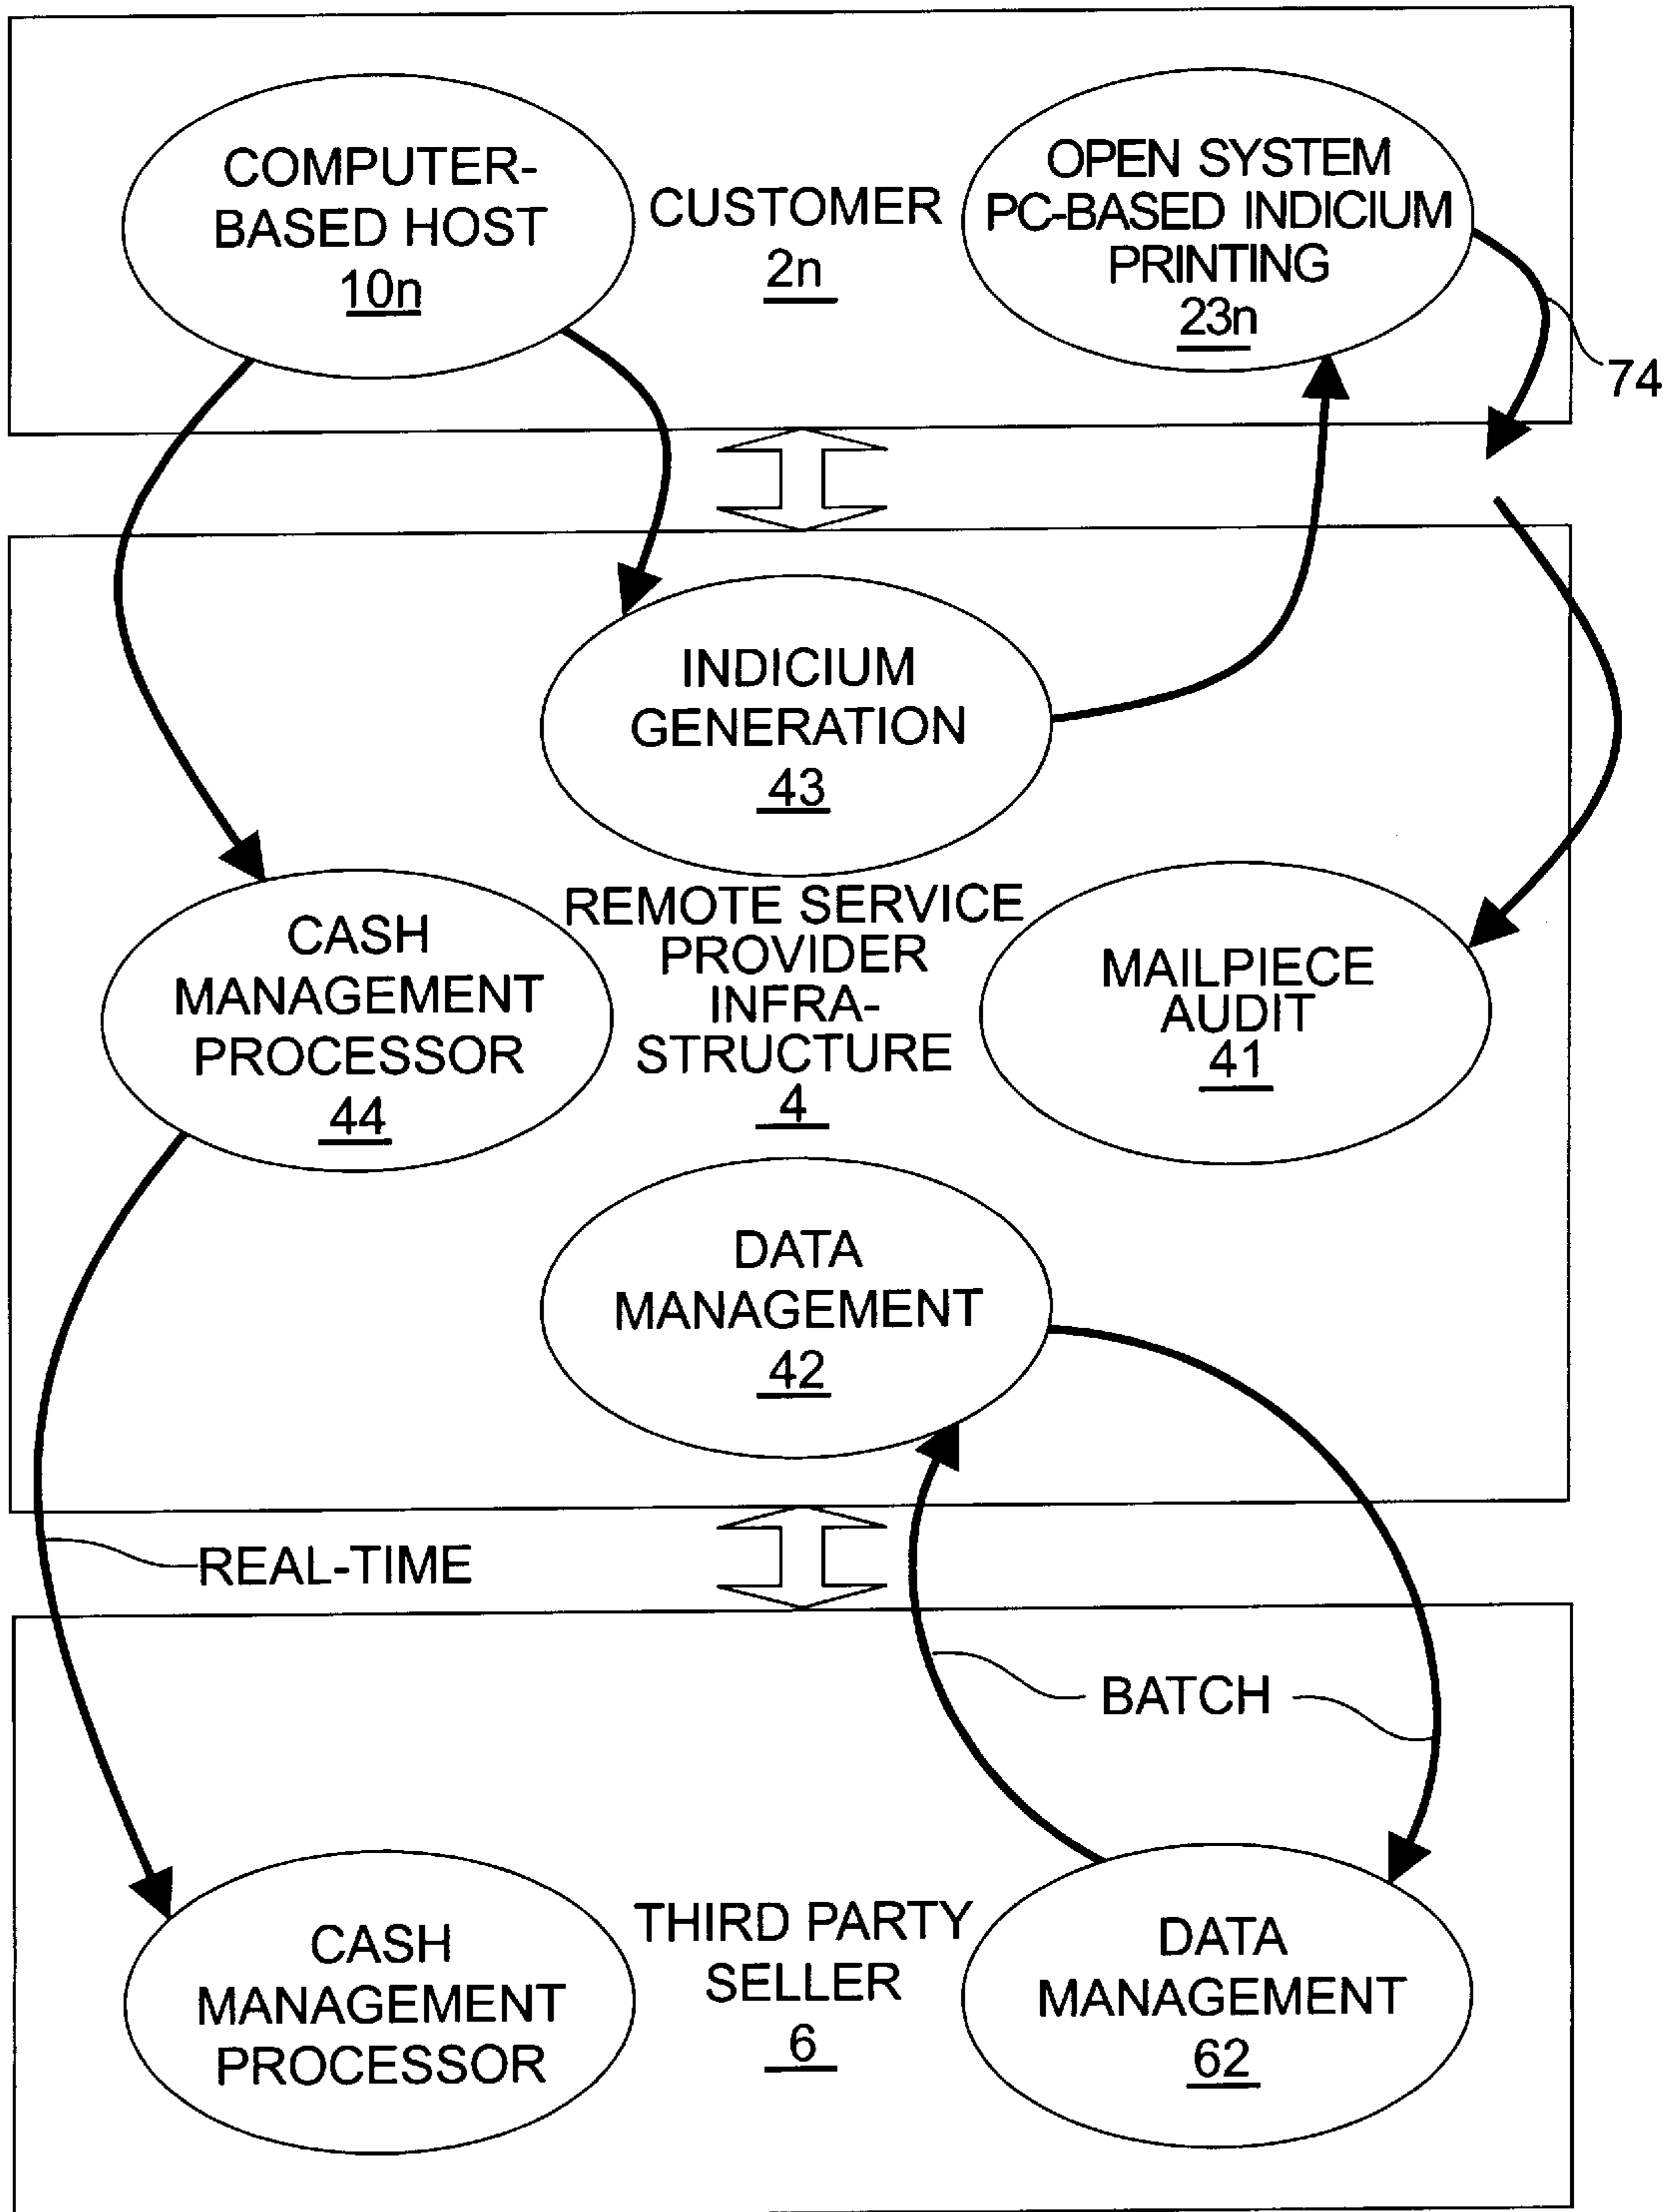 COMPUTER-
BASED HOST
10n
CUSTOMER
2n
OPEN SYSTEM
PC-BASED INDICIUM
PRINTING
23n
74
INDICIUM
GENERATION
43
CASH
MANAGEMENT
PROCESSOR
44
REMOTE SERVICE
PROVIDER
INFRA-
STRUCTURE
4
MAILPIECE
AUDIT
41
DATA
MANAGEMENT
42
REAL-TIME
BATCH
CASH
MANAGEMENT
PROCESSOR
THIRD PARTY
SELLER
6
DATA
MANAGEMENT
62